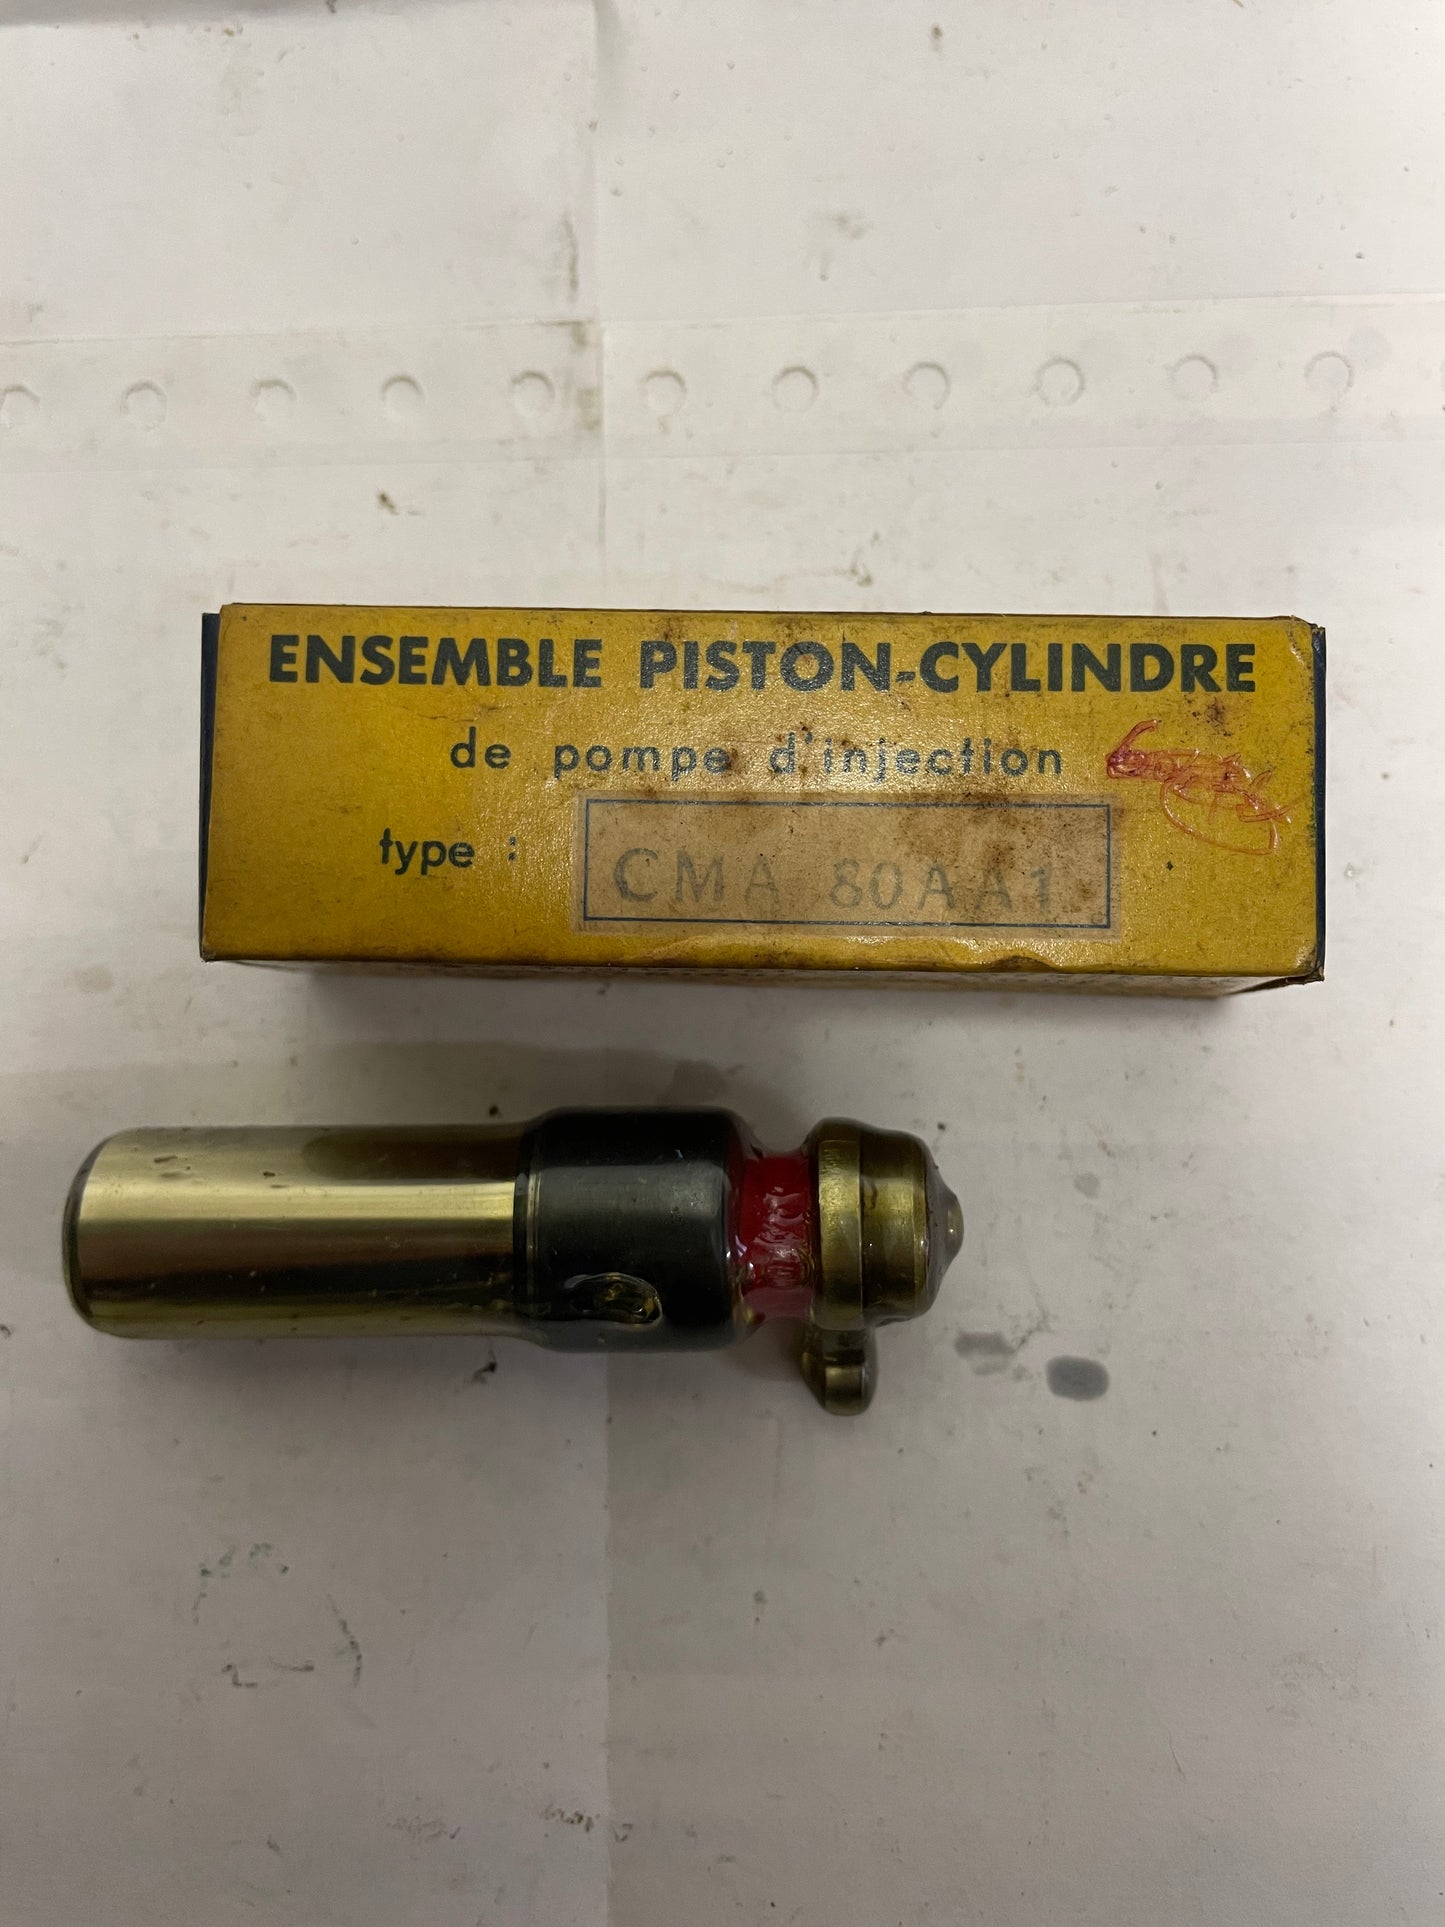 ENSEMBLE PISTON-CYLINDRE
de pompe d'injection
type : CMA 80AA1